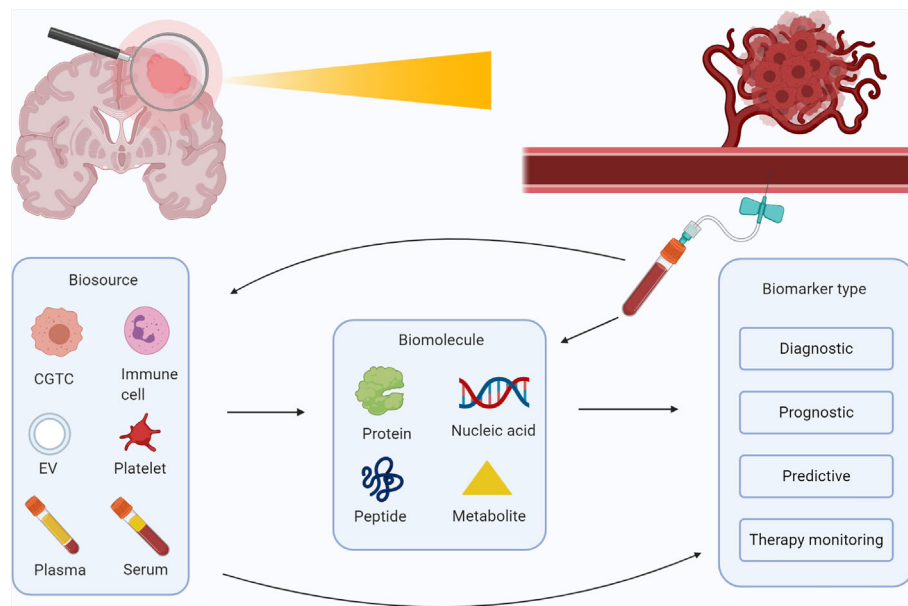 Biosource
CGTC
Immune
cell
EV
Platelet
Plasma
Serum
Biomolecule
Protein
Nucleic acid
Peptide
Metabolite
Biomarker type
Diagnostic
Prognostic
Predictive
Therapy monitoring